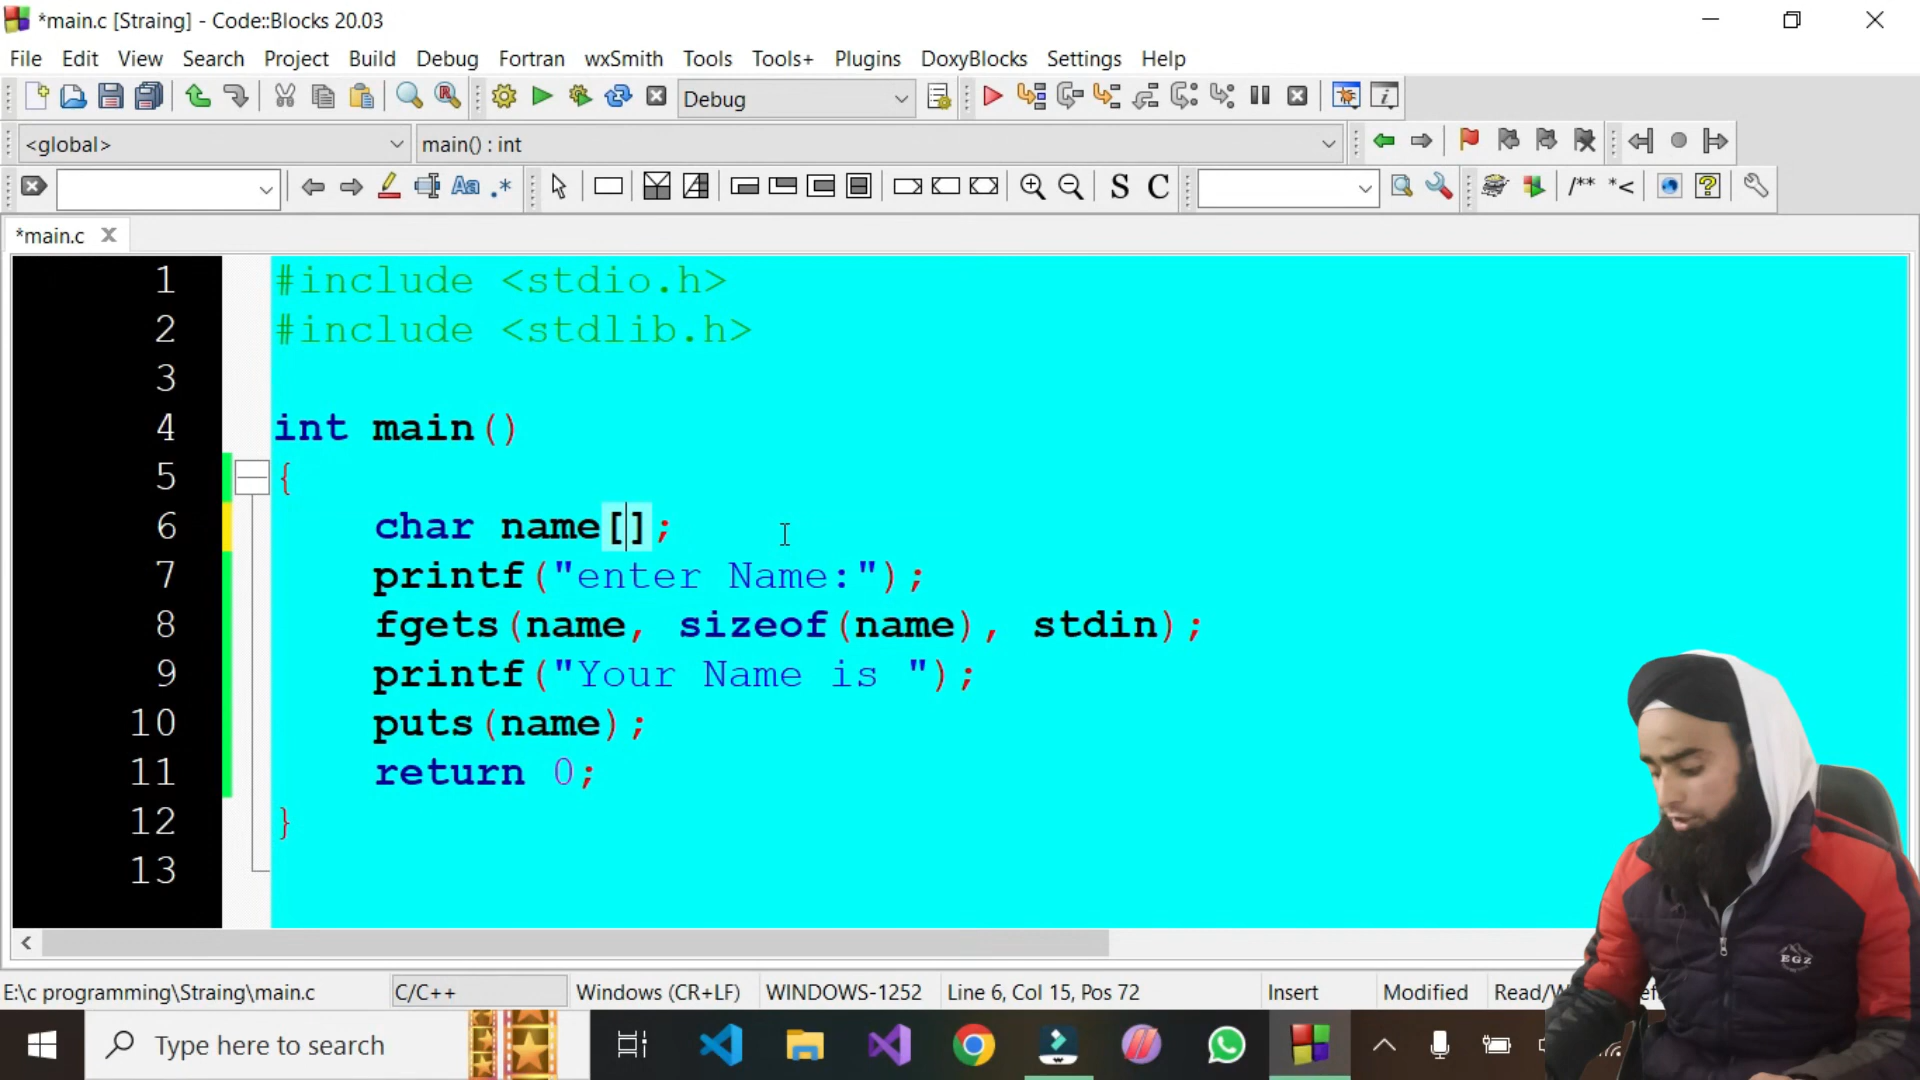 *main.c [Straing] - Code::Blocks 20.03
File Edit View Search Project Build Debug Fortran wxSmith Tools Tools+ Plugins DoxyBlocks Settings Help
Debug
<global> main() : int
Aa .* S C /** *<
*main.c
1 #include <stdio.h>
2 #include <stdlib.h>
3
4 int main()
5 {
6 char name[];
7 printf("enter Name:");
8 fgets(name, sizeof(name), stdin);
9 printf("Your Name is ");
10 puts(name);
11 return 0;
12 }
13
EGZ
E:\c programming\Straing\main.c C/C++ Windows (CR+LF) WINDOWS-1252 Line 6, Col 15, Pos 72 Insert Modified
Type here to search